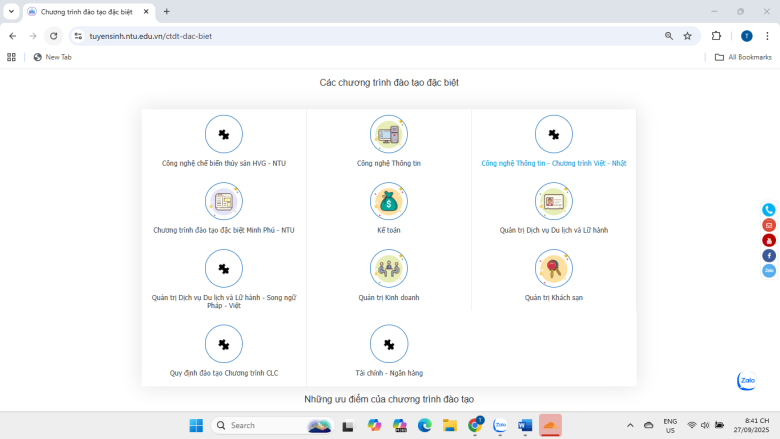 Chương trình đào tạo đặc biệt
tuyensinh.ntu.edu.vn/ctdt-dac-biet
T
New Tab
All Bookmarks
Các chương trình đào tạo đặc biệt
Công nghệ chế biến thủy sản HVG - NTU
Công nghệ Thông tin
Công nghệ Thông tin - Chương trình Việt - Nhật
Chương trình đào tạo đặc biệt Minh Phú - NTU
Kế toán
Quản trị Dịch vụ Du lịch và Lữ hành
Quản trị Dịch vụ Du lịch và Lữ hành - Song ngữ
Pháp - Việt
Quản trị Kinh doanh
Quản trị Khách sạn
Quy định đào tạo Chương trình CLC
Tài chính - Ngân hàng
Zalo
Zalo
Những ưu điểm của chương trình đào tạo
Search
ENG
US
8:41 CH
27/09/2025